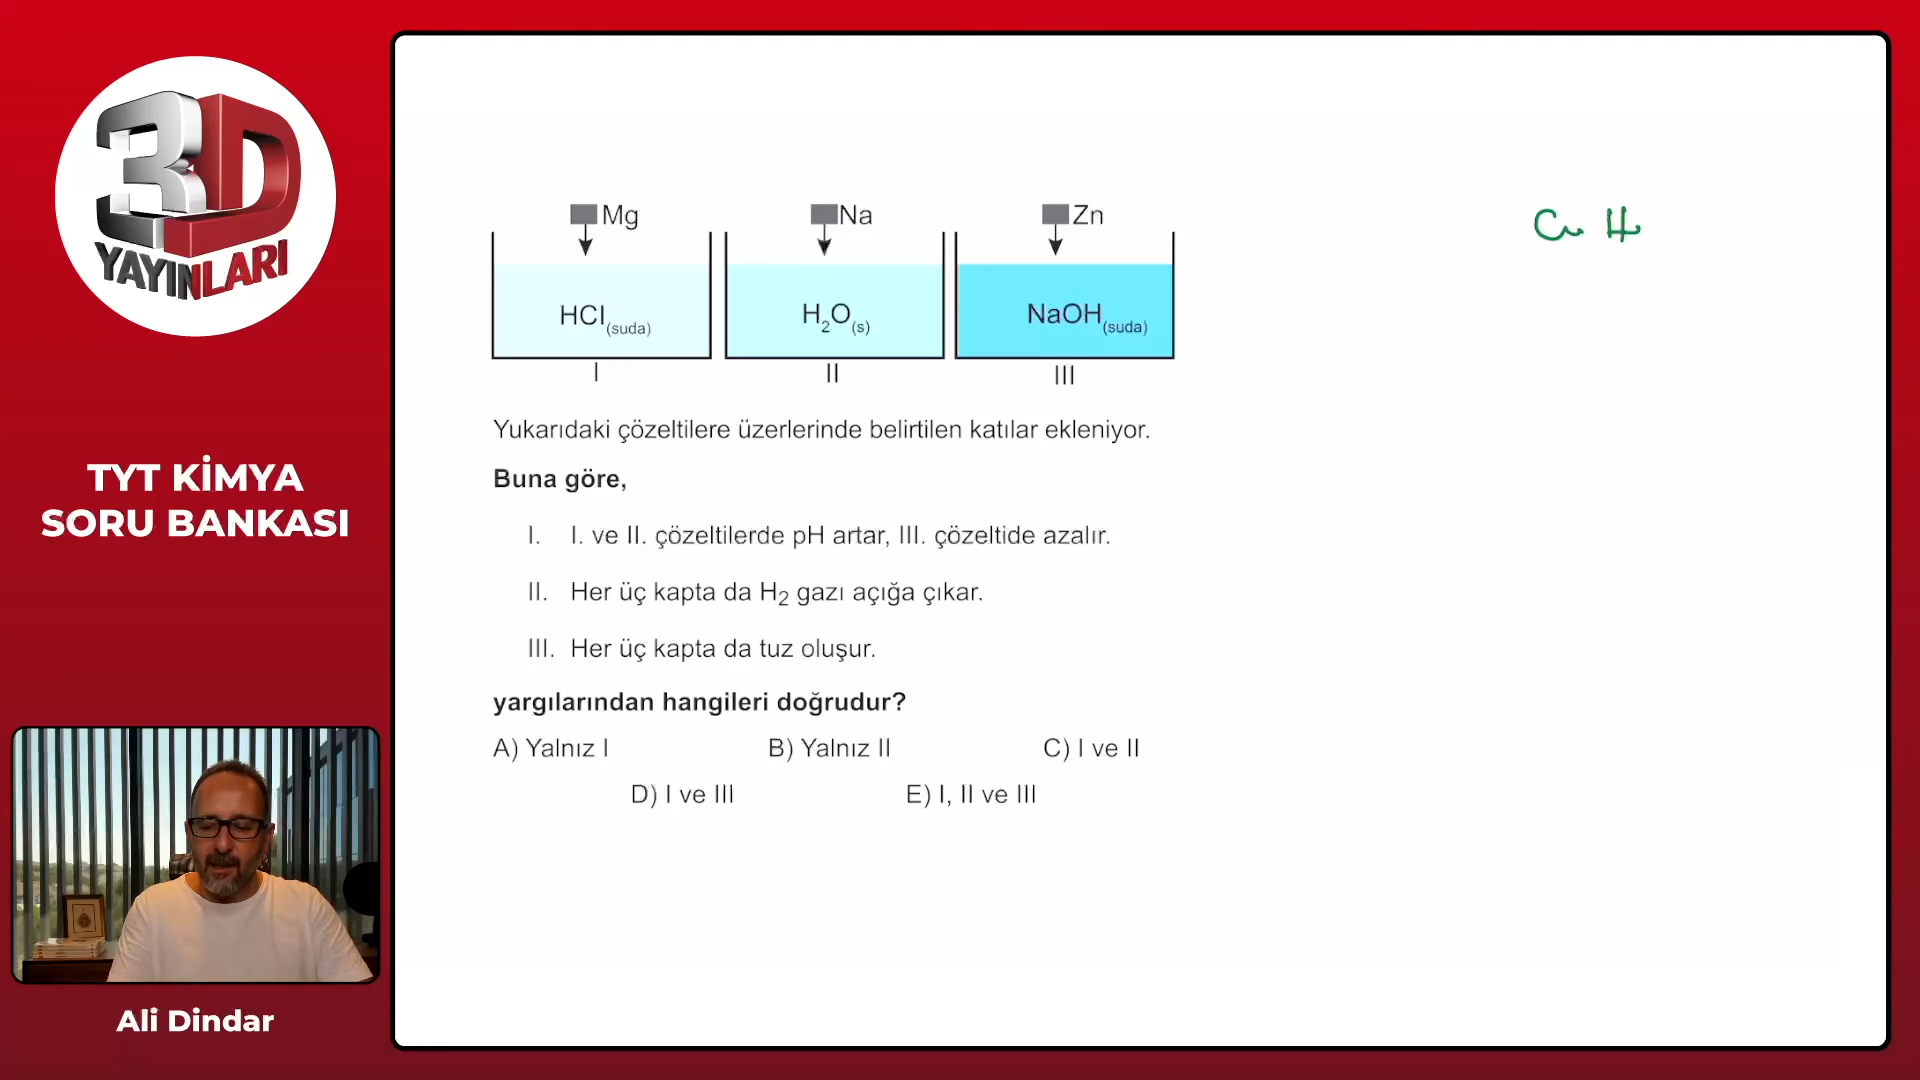 3D
YAYINLARI
TYT KİMYA
SORU BANKASI
Ali Dindar
Mg
Na
Zn
HCl(suda)
H2O(s)
NaOH(suda)
I
II
III
Yukarıdaki çözeltilere üzerlerinde belirtilen katılar ekleniyor.
Buna göre,
I. I. ve II. çözeltilerde pH artar, III. çözeltide azalır.
II. Her üç kapta da H2 gazı açığa çıkar.
III. Her üç kapta da tuz oluşur.
yargılarından hangileri doğrudur?
A) Yalnız I B) Yalnız II C) I ve II
D) I ve III E) I, II ve III